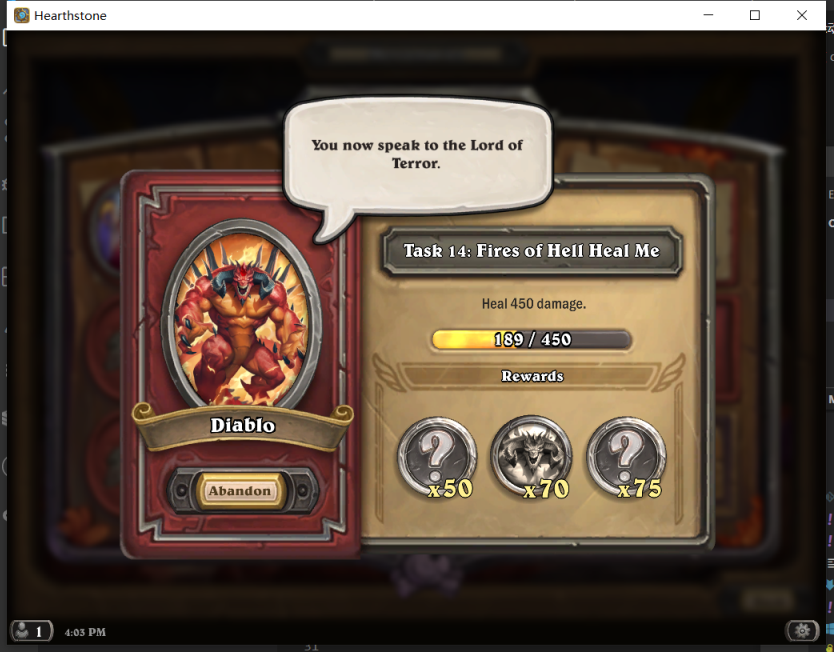 Hearthstone
You now speak to the Lord of
Terror.
Task 14: Fires of Hell Heal Me
Heal 450 damage.
189 / 450
Rewards
Diablo
?
?
x50
x70
x75
Abandon
1
4:03 PM
31